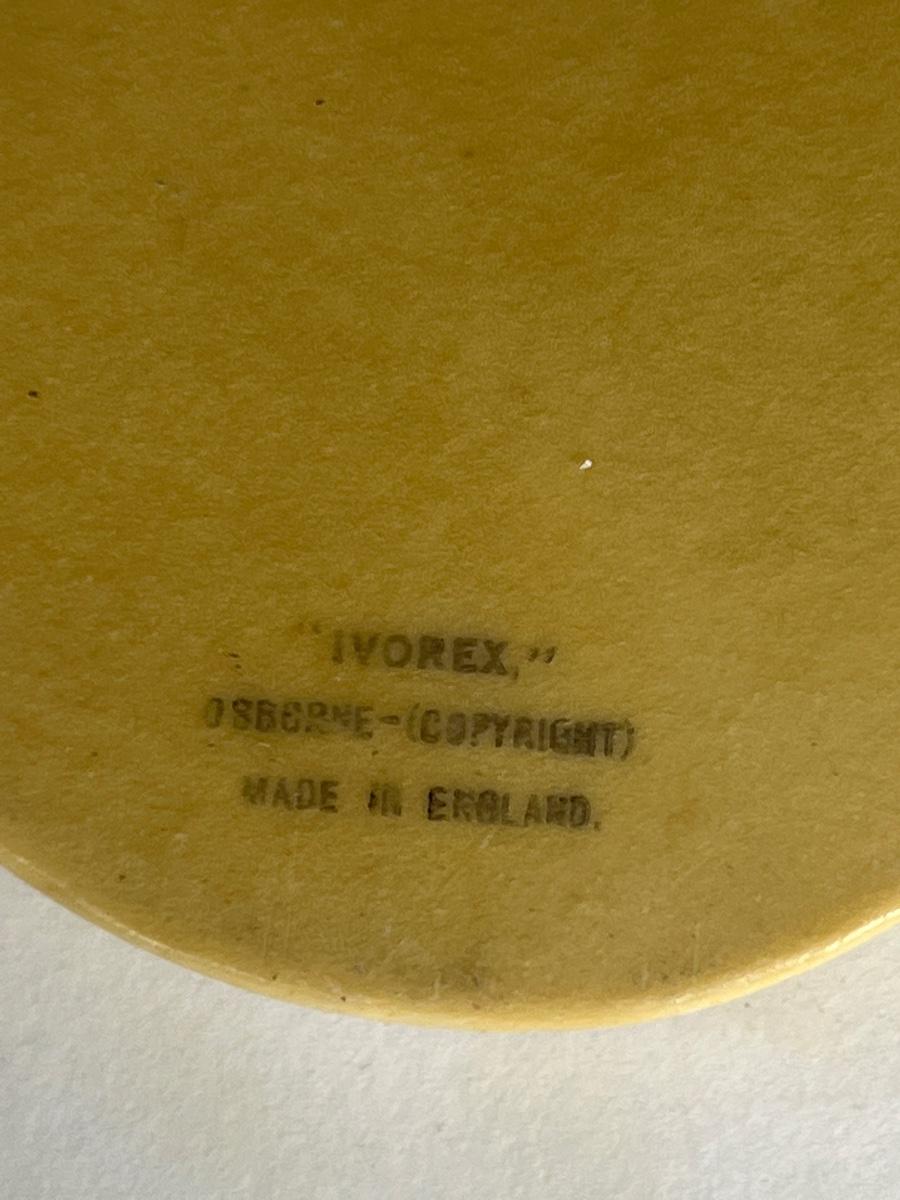 "IVOREX,"
OSBORNE-(COPYRIGHT)
MADE IN ENGLAND.